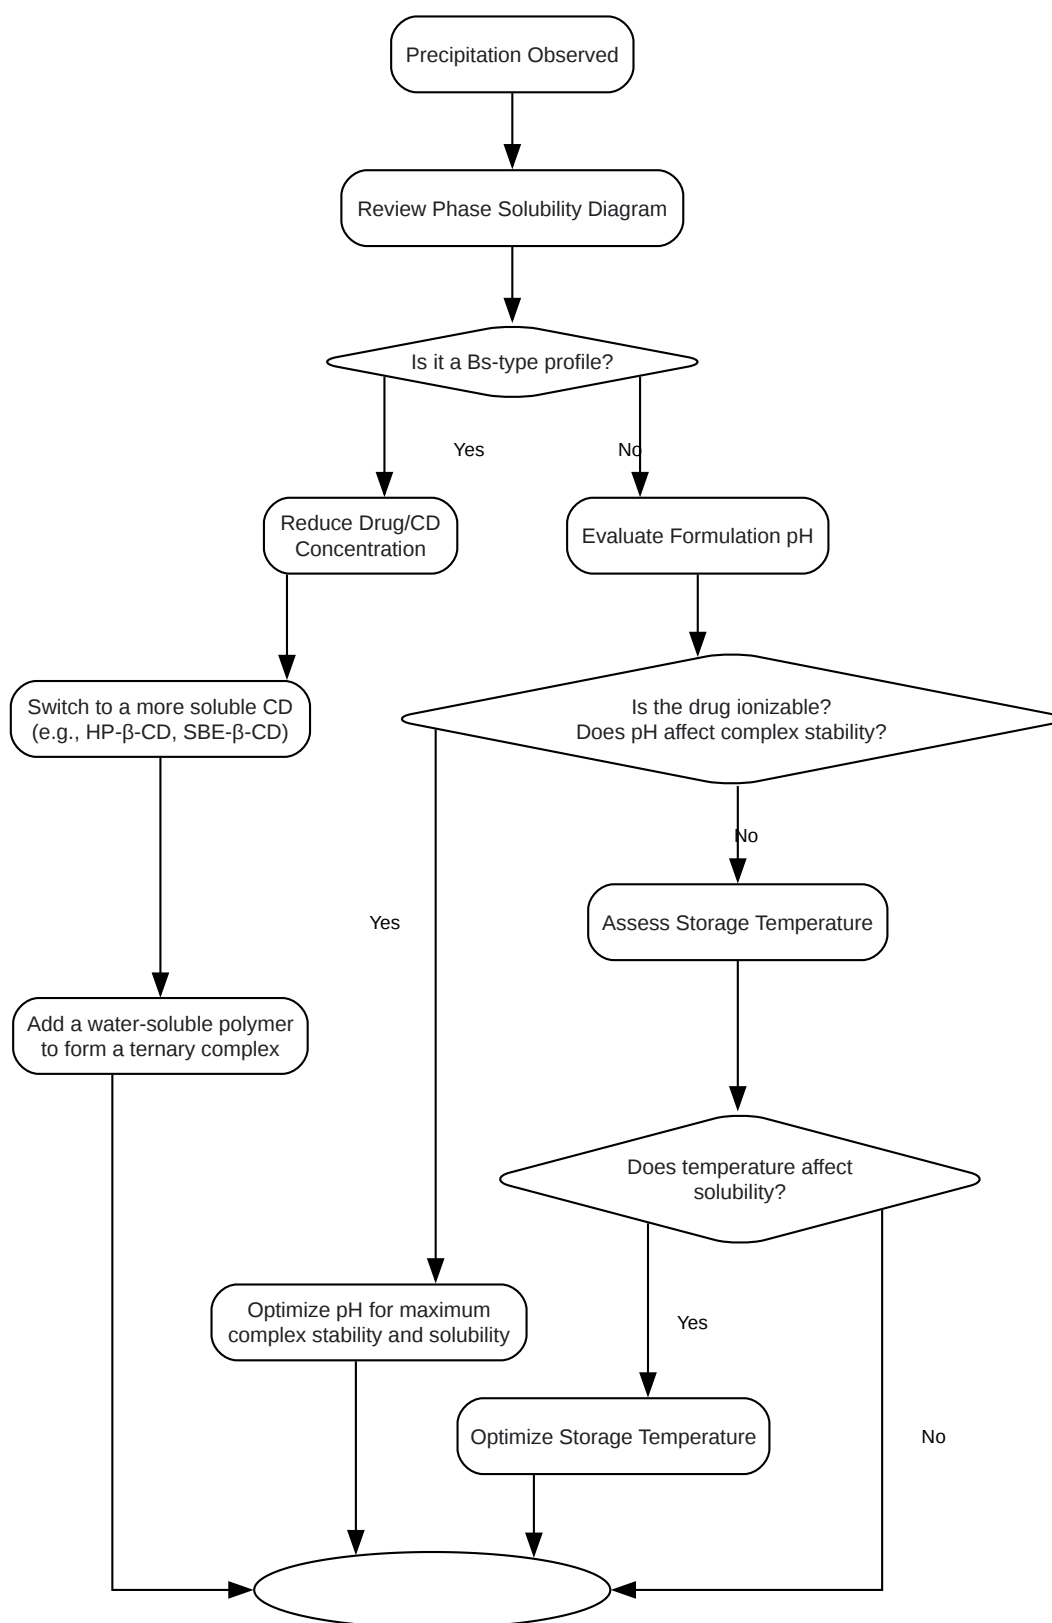 Precipitation Observed
Review Phase Solubility Diagram
Is it a Bs-type profile?
Yes
No
Reduce Drug/CD
Concentration
Evaluate Formulation pH
Switch to a more soluble CD
(e.g., HP-β-CD, SBE-β-CD)
Is the drug ionizable?
Does pH affect complex stability?
No
Yes
Assess Storage Temperature
Add a water-soluble polymer
to form a ternary complex
Does temperature affect
solubility?
Optimize pH for maximum
complex stability and solubility
Yes
Optimize Storage Temperature
No